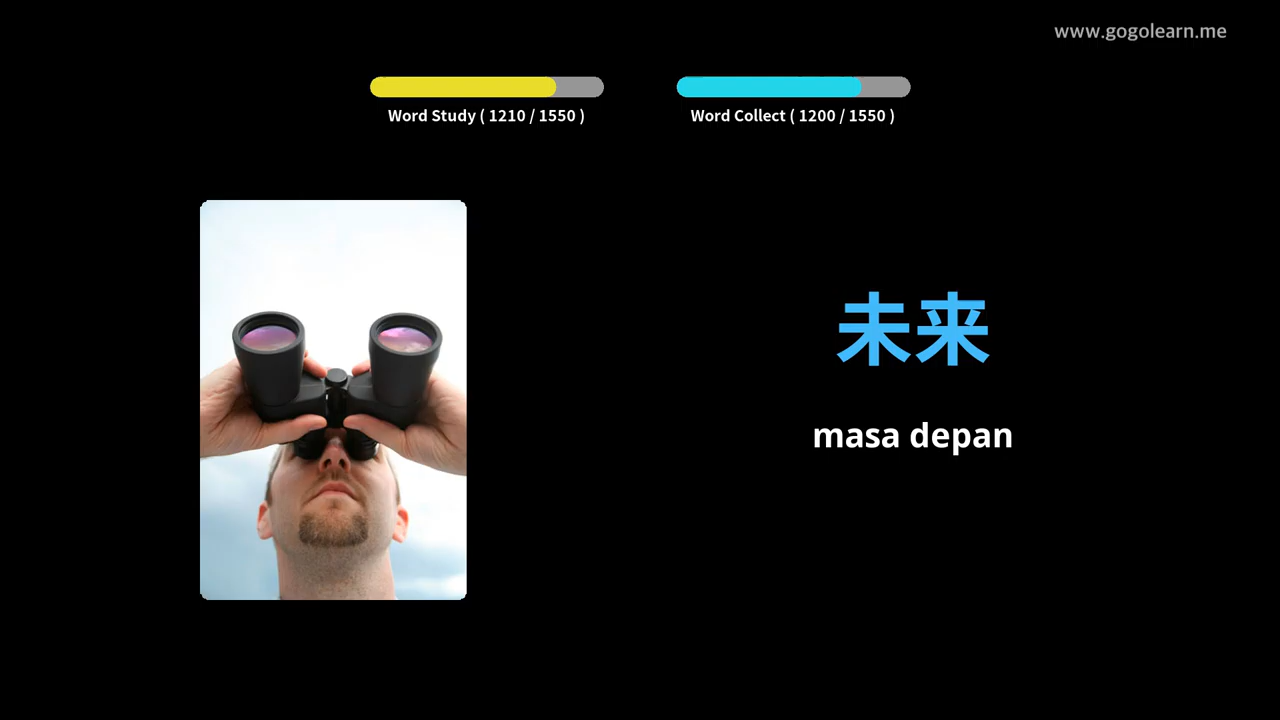 www.gogolearn.me
Word Study ( 1210 / 1550 )
Word Collect ( 1200 / 1550 )
未来
masa depan